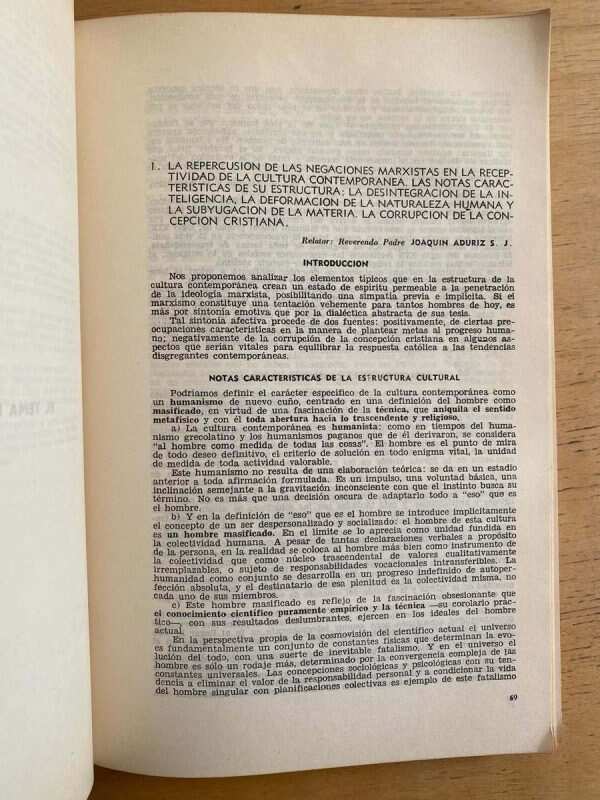 1. LA REPERCUSION DE LAS NEGACIONES MARXISTAS EN LA RECEP-
TIVIDAD DE LA CULTURA CONTEMPORANEA. LAS NOTAS CARAC-
TERISTICAS DE SU ESTRUCTURA: LA DESINTEGRACION DE LA IN-
TELIGENCIA, LA DEFORMACION DE LA NATURALEZA HUMANA Y
LA SUBYUGACION DE LA MATERIA. LA CORRUPCION DE LA CON-
CEPCION CRISTIANA.
Relator: Reverendo Padre JOAQUIN ADURIZ S. J.
INTRODUCCION
Nos proponemos analizar los elementos típicos que en la estructura de la
cultura contemporánea crean un estado de espíritu permeable a la penetración
de la ideología marxista, posibilitando una simpatía previa e implícita. Si el
marxismo constituye una tentación vehemente para tantos hombres de hoy, es
más por sintonía emotiva que por la dialéctica abstracta de sus tesis.
Tal sintonía afectiva procede de dos fuentes: positivamente, de ciertas pre-
ocupaciones características en la manera de plantear metas al progreso huma-
no; negativamente de la corrupción de la concepción cristiana en algunos as-
pectos que serían vitales para equilibrar la respuesta católica a las tendencias
disgregantes contemporáneas.
NOTAS CARACTERISTICAS DE LA ESTRUCTURA CULTURAL
Podríamos definir el carácter específico de la cultura contemporánea como
un humanismo de nuevo cuño, centrado en una definición del hombre como
masificado, en virtud de una fascinación de la técnica, que aniquila el sentido
metafísico y con él toda abertura hacia lo trascendente y religioso.
a) La cultura contemporánea es humanista: como en tiempos del huma-
nismo grecolatino y los humanismos paganos que de él derivaron, se considera
"al hombre como medida de todas las cosas". El hombre es el punto de mira
de todo deseo definitivo, el criterio de solución en todo enigma vital, la unidad
de medida de toda actividad valorable.
Este humanismo no resulta de una elaboración teórica: se da en un estadio
anterior a toda afirmación formulada. Es un impulso, una voluntad básica, una
inclinación semejante a la gravitación inconsciente con que el instinto busca su
término. No es más que una decisión oscura de adaptarlo todo a "eso" que es
el hombre.
b) Y en la definición de "eso" que es el hombre se introduce implícitamente
el concepto de un ser despersonalizado y socializado: el hombre de esta cultura
es un hombre masificado. En el límite se lo aprecia como unidad fundida en
la colectividad humana. A pesar de tantas declaraciones verbales a propósito
de la persona, en la realidad se coloca al hombre más bien como instrumento de
la colectividad que como núcleo trascendental de valores cualitativamente
irremplazables, o sujeto de responsabilidades vocacionales intransferibles. La
humanidad como conjunto se desarrolla en un progreso indefinido de autoper-
fección absoluta, y el destinatario de esa plenitud es la colectividad misma, no
cada uno de sus miembros.
c) Este hombre masificado es reflejo de la fascinación obsesionante que
el conocimiento científico puramente empírico y la técnica —su corolario prác-
tico—, con sus resultados deslumbrantes, ejercen en los ideales del hombre
actual.
En la perspectiva propia de la cosmovisión del científico actual el universo
es fundamentalmente un conjunto de constantes físicas que determinan la evo-
lución del todo, con una suerte de inevitable fatalismo. Y en el universo el
hombre es sólo un rodaje más, determinado por la convergencia compleja de las
constantes universales. Las concepciones sociológicas y psicológicas con su ten-
dencia a eliminar el valor de la responsabilidad personal y a condicionar la vida
del hombre singular con planificaciones colectivas es ejemplo de este fatalismo
69